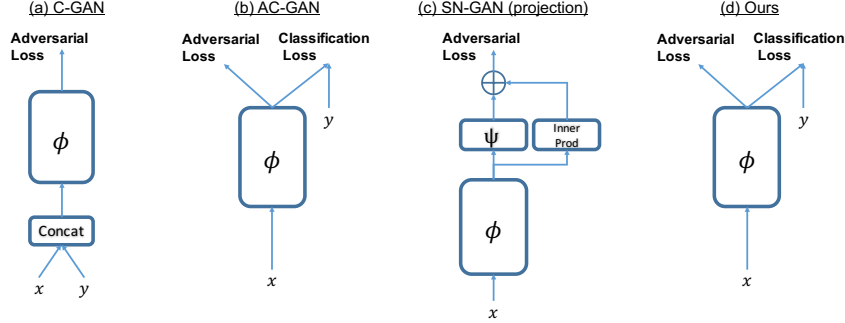 (a) C-GAN
Adversarial
Loss
ϕ
Concat
x y
(b) AC-GAN
Adversarial
Loss
Classification
Loss
y
ϕ
x
(c) SN-GAN (projection)
Adversarial
Loss
ψ
Inner
Prod
ϕ
x
(d) Ours
Adversarial
Loss
Classification
Loss
y
ϕ
x